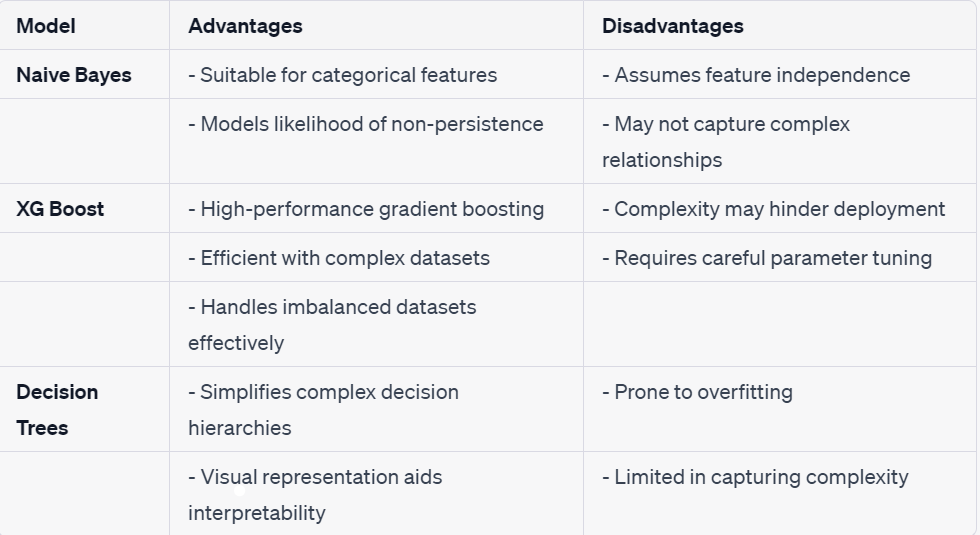 Model Advantages Disadvantages
Naive Bayes - Suitable for categorical features - Assumes feature independence
- Models likelihood of non-persistence - May not capture complex
relationships
XG Boost - High-performance gradient boosting - Complexity may hinder deployment
- Efficient with complex datasets - Requires careful parameter tuning
- Handles imbalanced datasets
effectively
Decision - Simplifies complex decision - Prone to overfitting
Trees hierarchies
- Visual representation aids - Limited in capturing complexity
interpretability